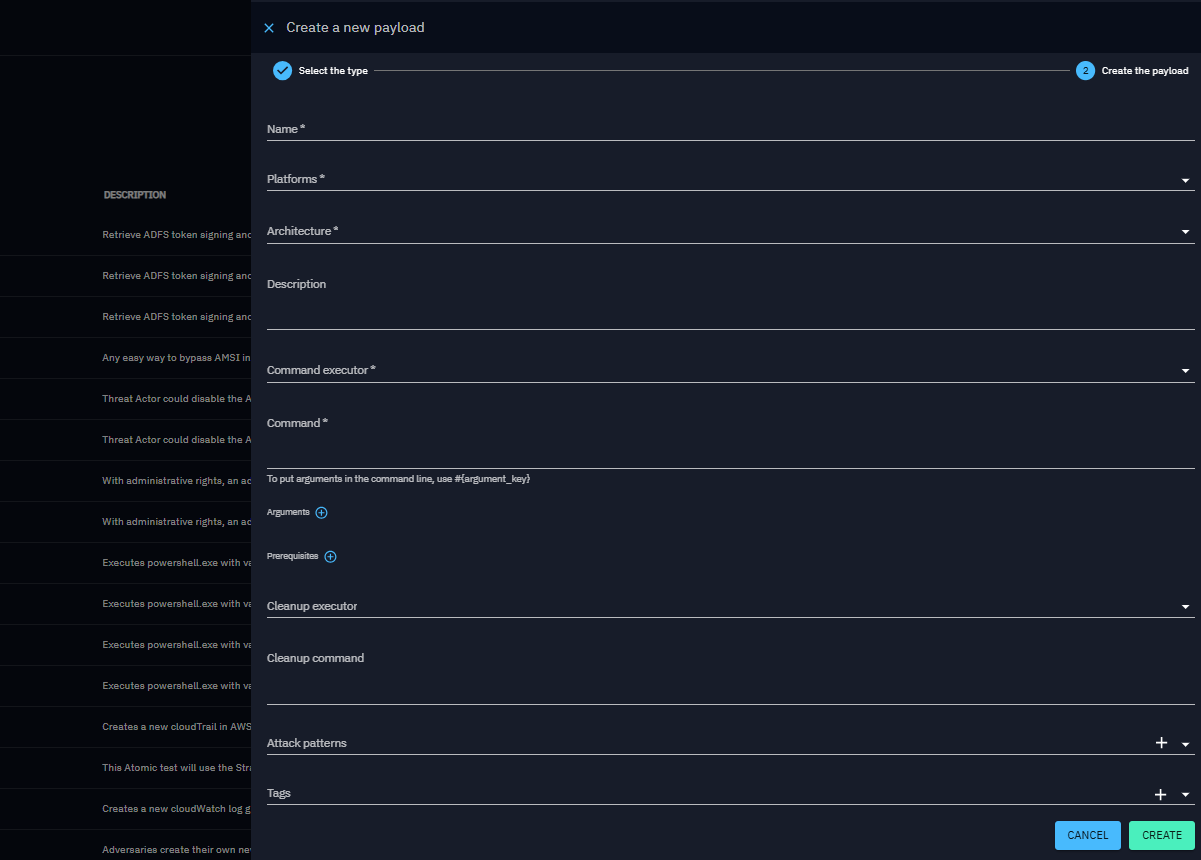 Create a new payload
Select the type
2
Create the payload
Name *
Platforms *
Architecture *
Description
Command executor *
Command *
To put arguments in the command line, use #{argument_key}
Arguments
Prerequisites
Cleanup executor
Cleanup command
Attack patterns
Tags
CANCEL
CREATE
DESCRIPTION
Retrieve ADFS token signing and
Retrieve ADFS token signing and
Retrieve ADFS token signing and
Any easy way to bypass AMSI in
Threat Actor could disable the A
Threat Actor could disable the A
With administrative rights, an ad
With administrative rights, an ad
Executes powershell.exe with va
Executes powershell.exe with va
Executes powershell.exe with va
Executes powershell.exe with va
Creates a new cloudTrail in AWS
This Atomic test will use the Stra
Creates a new cloudWatch log g
Adversaries create their own new